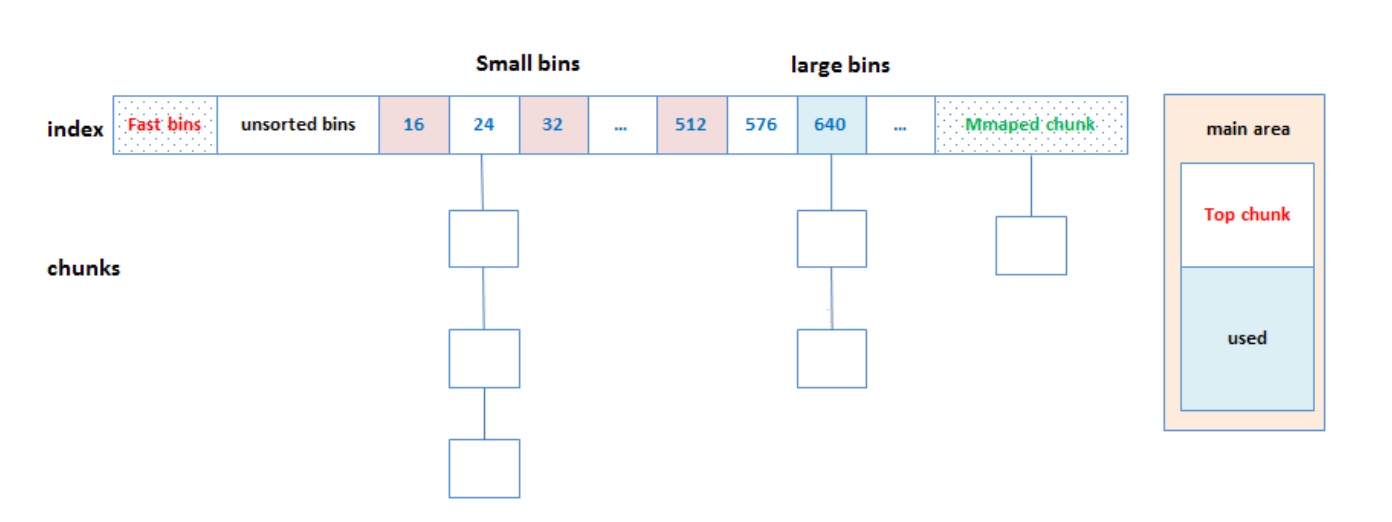 Small bins
large bins
index
Fast bins
unsorted bins
16
24
32
...
512
576
640
...
Mmaped chunk
main area
Top chunk
chunks
used